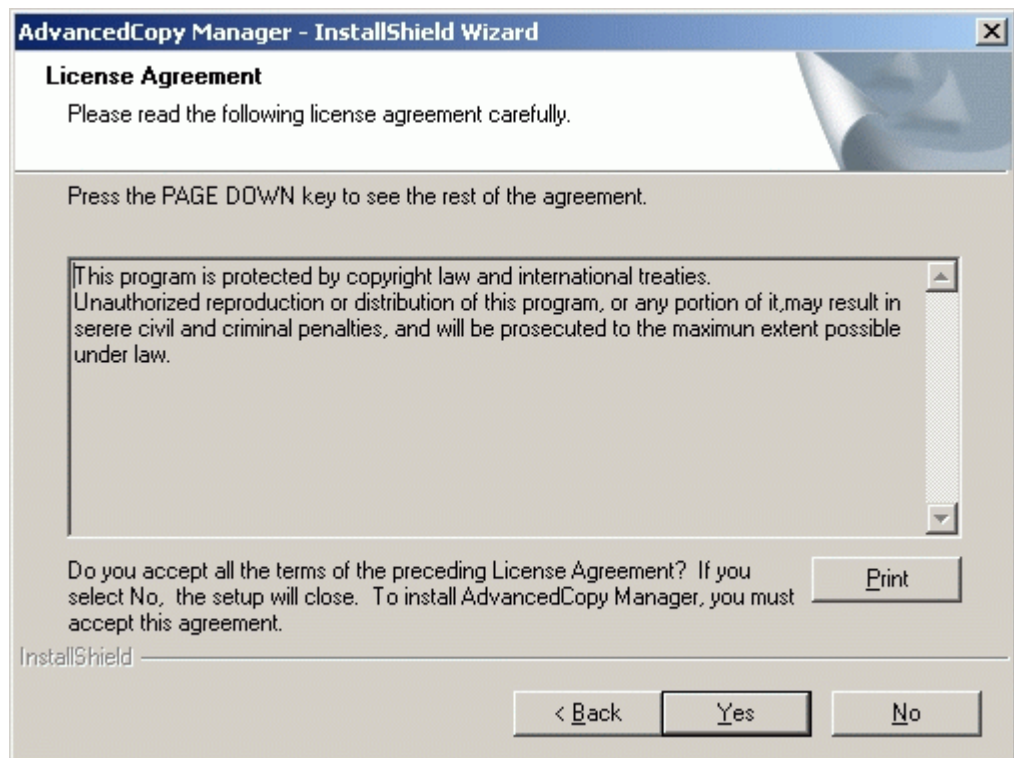 AdvancedCopy Manager - InstallShield Wizard
License Agreement
Please read the following license agreement carefully.
Press the PAGE DOWN key to see the rest of the agreement.
This program is protected by copyright law and international treaties.
Unauthorized reproduction or distribution of this program, or any portion of it,may result in
serere civil and criminal penalties, and will be prosecuted to the maximun extent possible
under law.
Do you accept all the terms of the preceding License Agreement?  If you
select No,  the setup will close.  To install AdvancedCopy Manager, you must
accept this agreement.
Print
InstallShield
< Back
Yes
No